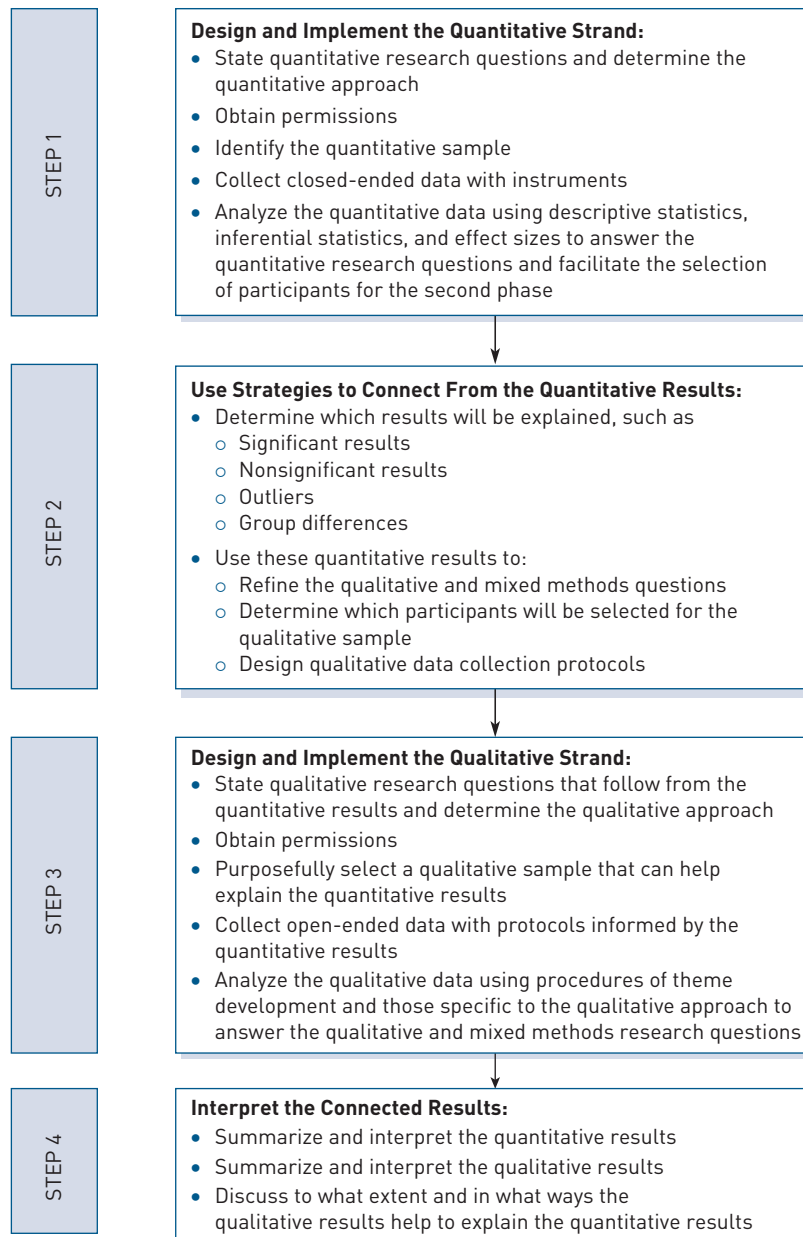 STEP 1
Design and Implement the Quantitative Strand:
• State quantitative research questions and determine the
quantitative approach
• Obtain permissions
• Identify the quantitative sample
• Collect closed-ended data with instruments
• Analyze the quantitative data using descriptive statistics,
inferential statistics, and effect sizes to answer the
quantitative research questions and facilitate the selection
of participants for the second phase
STEP 2
Use Strategies to Connect From the Quantitative Results:
• Determine which results will be explained, such as
○ Significant results
○ Nonsignificant results
○ Outliers
○ Group differences
• Use these quantitative results to:
○ Refine the qualitative and mixed methods questions
○ Determine which participants will be selected for the
qualitative sample
○ Design qualitative data collection protocols
STEP 3
Design and Implement the Qualitative Strand:
• State qualitative research questions that follow from the
quantitative results and determine the qualitative approach
• Obtain permissions
• Purposefully select a qualitative sample that can help
explain the quantitative results
• Collect open-ended data with protocols informed by the
quantitative results
• Analyze the qualitative data using procedures of theme
development and those specific to the qualitative approach to
answer the qualitative and mixed methods research questions
STEP 4
Interpret the Connected Results:
• Summarize and interpret the quantitative results
• Summarize and interpret the qualitative results
• Discuss to what extent and in what ways the
qualitative results help to explain the quantitative results